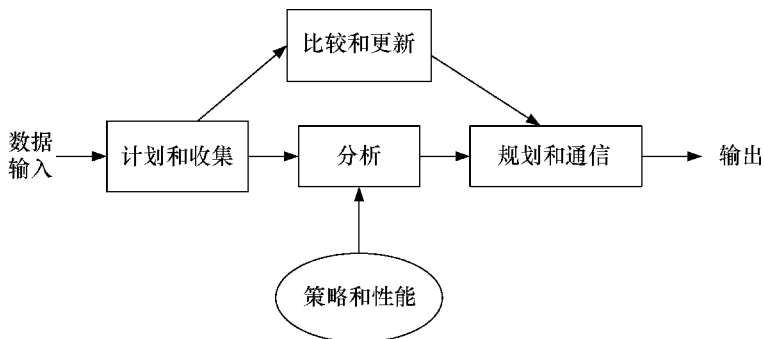 比较和更新
数据
输入
计划和收集
分析
规划和通信
输出
策略和性能